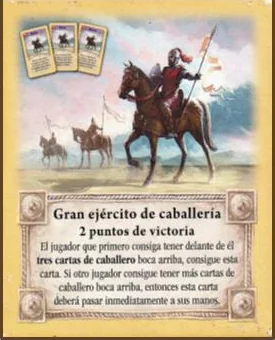 Gran ejército de caballería
2 puntos de victoria
El jugador que primero consiga tener delante de él
tres cartas de caballero boca arriba, consigue esta
carta. Si otro jugador consigue tener más cartas de
caballero boca arriba, entonces esta carta
deberá pasar inmediatamente a sus manos.